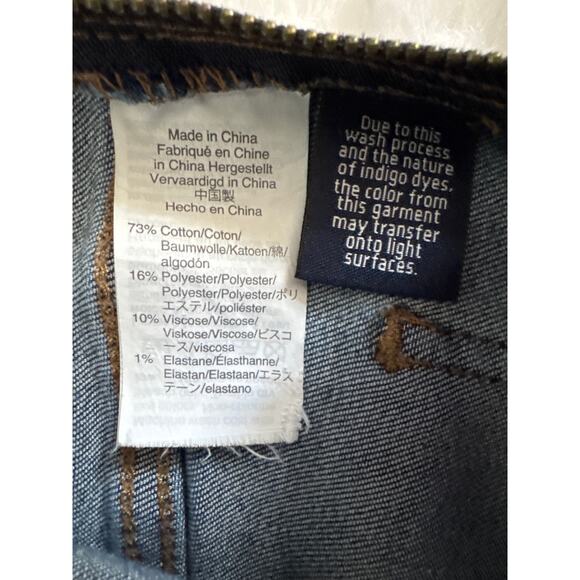 Made in China
Fabriqué en Chine
in China Hergestellt
Vervaardigd in China
中国製
Hecho en China
73% Cotton/Coton/
Baumwolle/Katoen/綿/
algodón
16% Polyester/Polyester/
Polyester/Polyester/ポリ
エステル/poliéster
10% Viscose/Viscose/
Viskose/Viscose/ビスコ
ース/viscosa
1% Elastane/Élasthanne/
Elastan/Elastaan/エラス
テーン/elastano
Due to this
wash process
and the nature
of indigo dyes,
the color from
this garment
may transfer
onto light
surfaces.